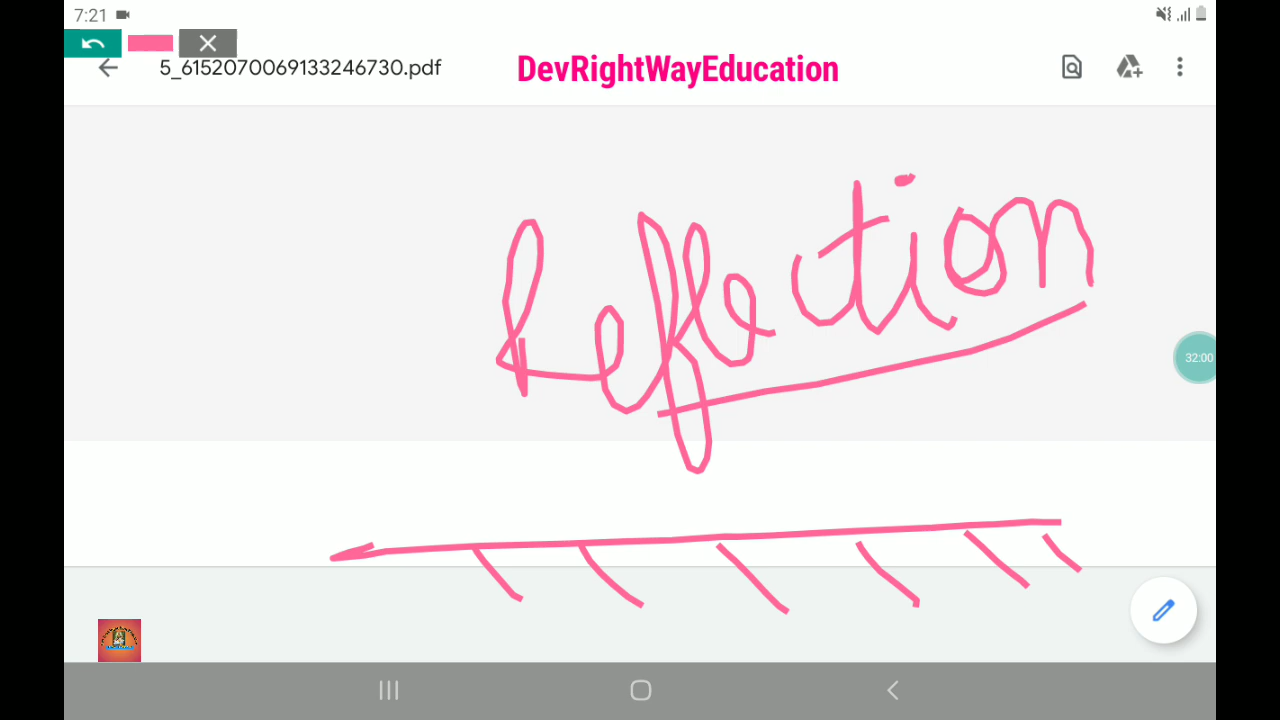 7:21
5_6152070069133246730.pdf
DevRightWayEducation
Reflection
32:00